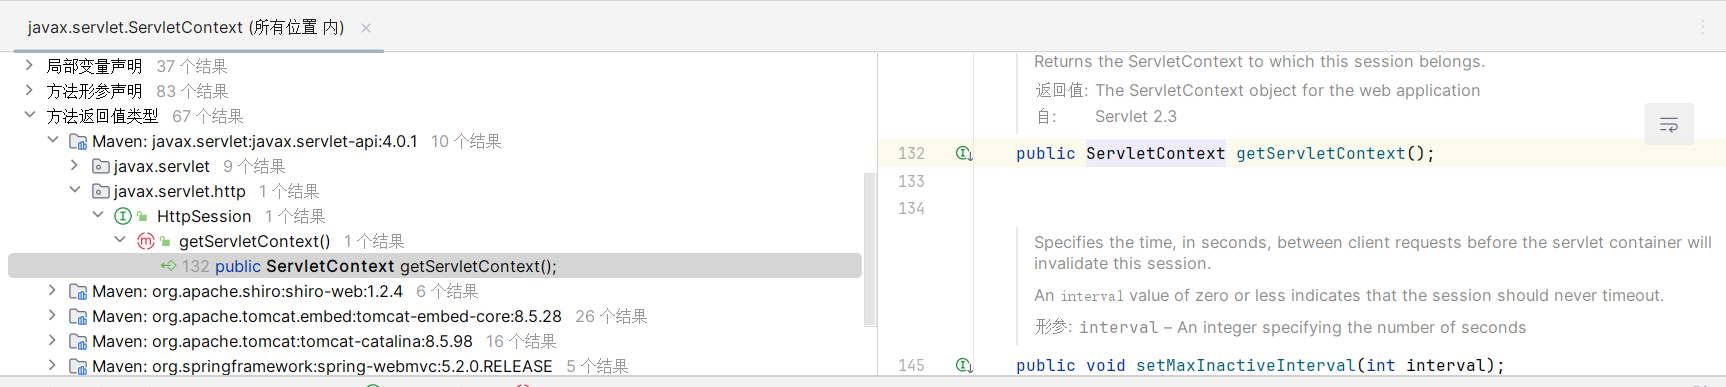 javax.servlet.ServletContext (所有位置 内)
局部变量声明 37 个结果
方法形参声明 83 个结果
方法返回值类型 67 个结果
Maven: javax.servlet:javax.servlet-api:4.0.1 10 个结果
javax.servlet 9 个结果
javax.servlet.http 1 个结果
HttpSession 1 个结果
getServletContext() 1 个结果
132 public ServletContext getServletContext();
Maven: org.apache.shiro:shiro-web:1.2.4 6 个结果
Maven: org.apache.tomcat.embed:tomcat-embed-core:8.5.28 26 个结果
Maven: org.apache.tomcat:tomcat-catalina:8.5.98 16 个结果
Maven: org.springframework:spring-webmvc:5.2.0.RELEASE 5 个结果
Returns the ServletContext to which this session belongs.
返回值: The ServletContext object for the web application
自: Servlet 2.3
132 public ServletContext getServletContext();
133
134
Specifies the time, in seconds, between client requests before the servlet container will
invalidate this session.
An interval value of zero or less indicates that the session should never timeout.
形参: interval – An integer specifying the number of seconds
145 public void setMaxInactiveInterval(int interval);